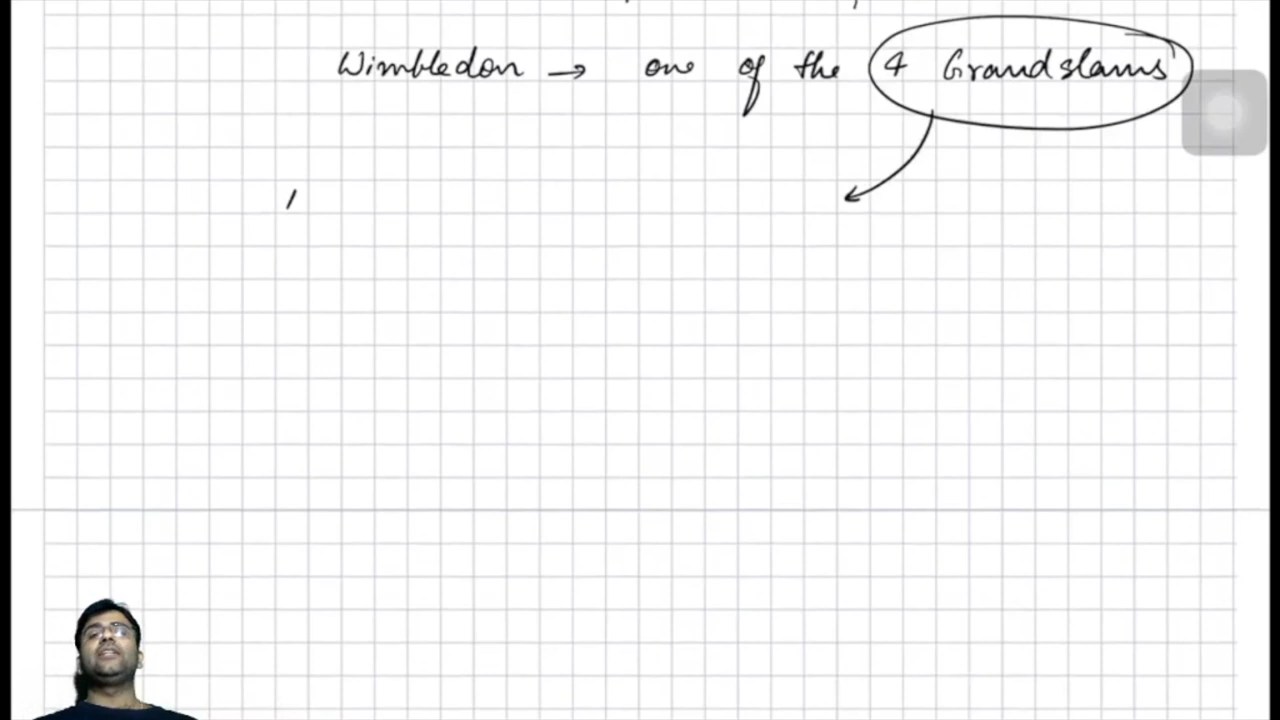 Wimbledon → one of the 4 Grandslams